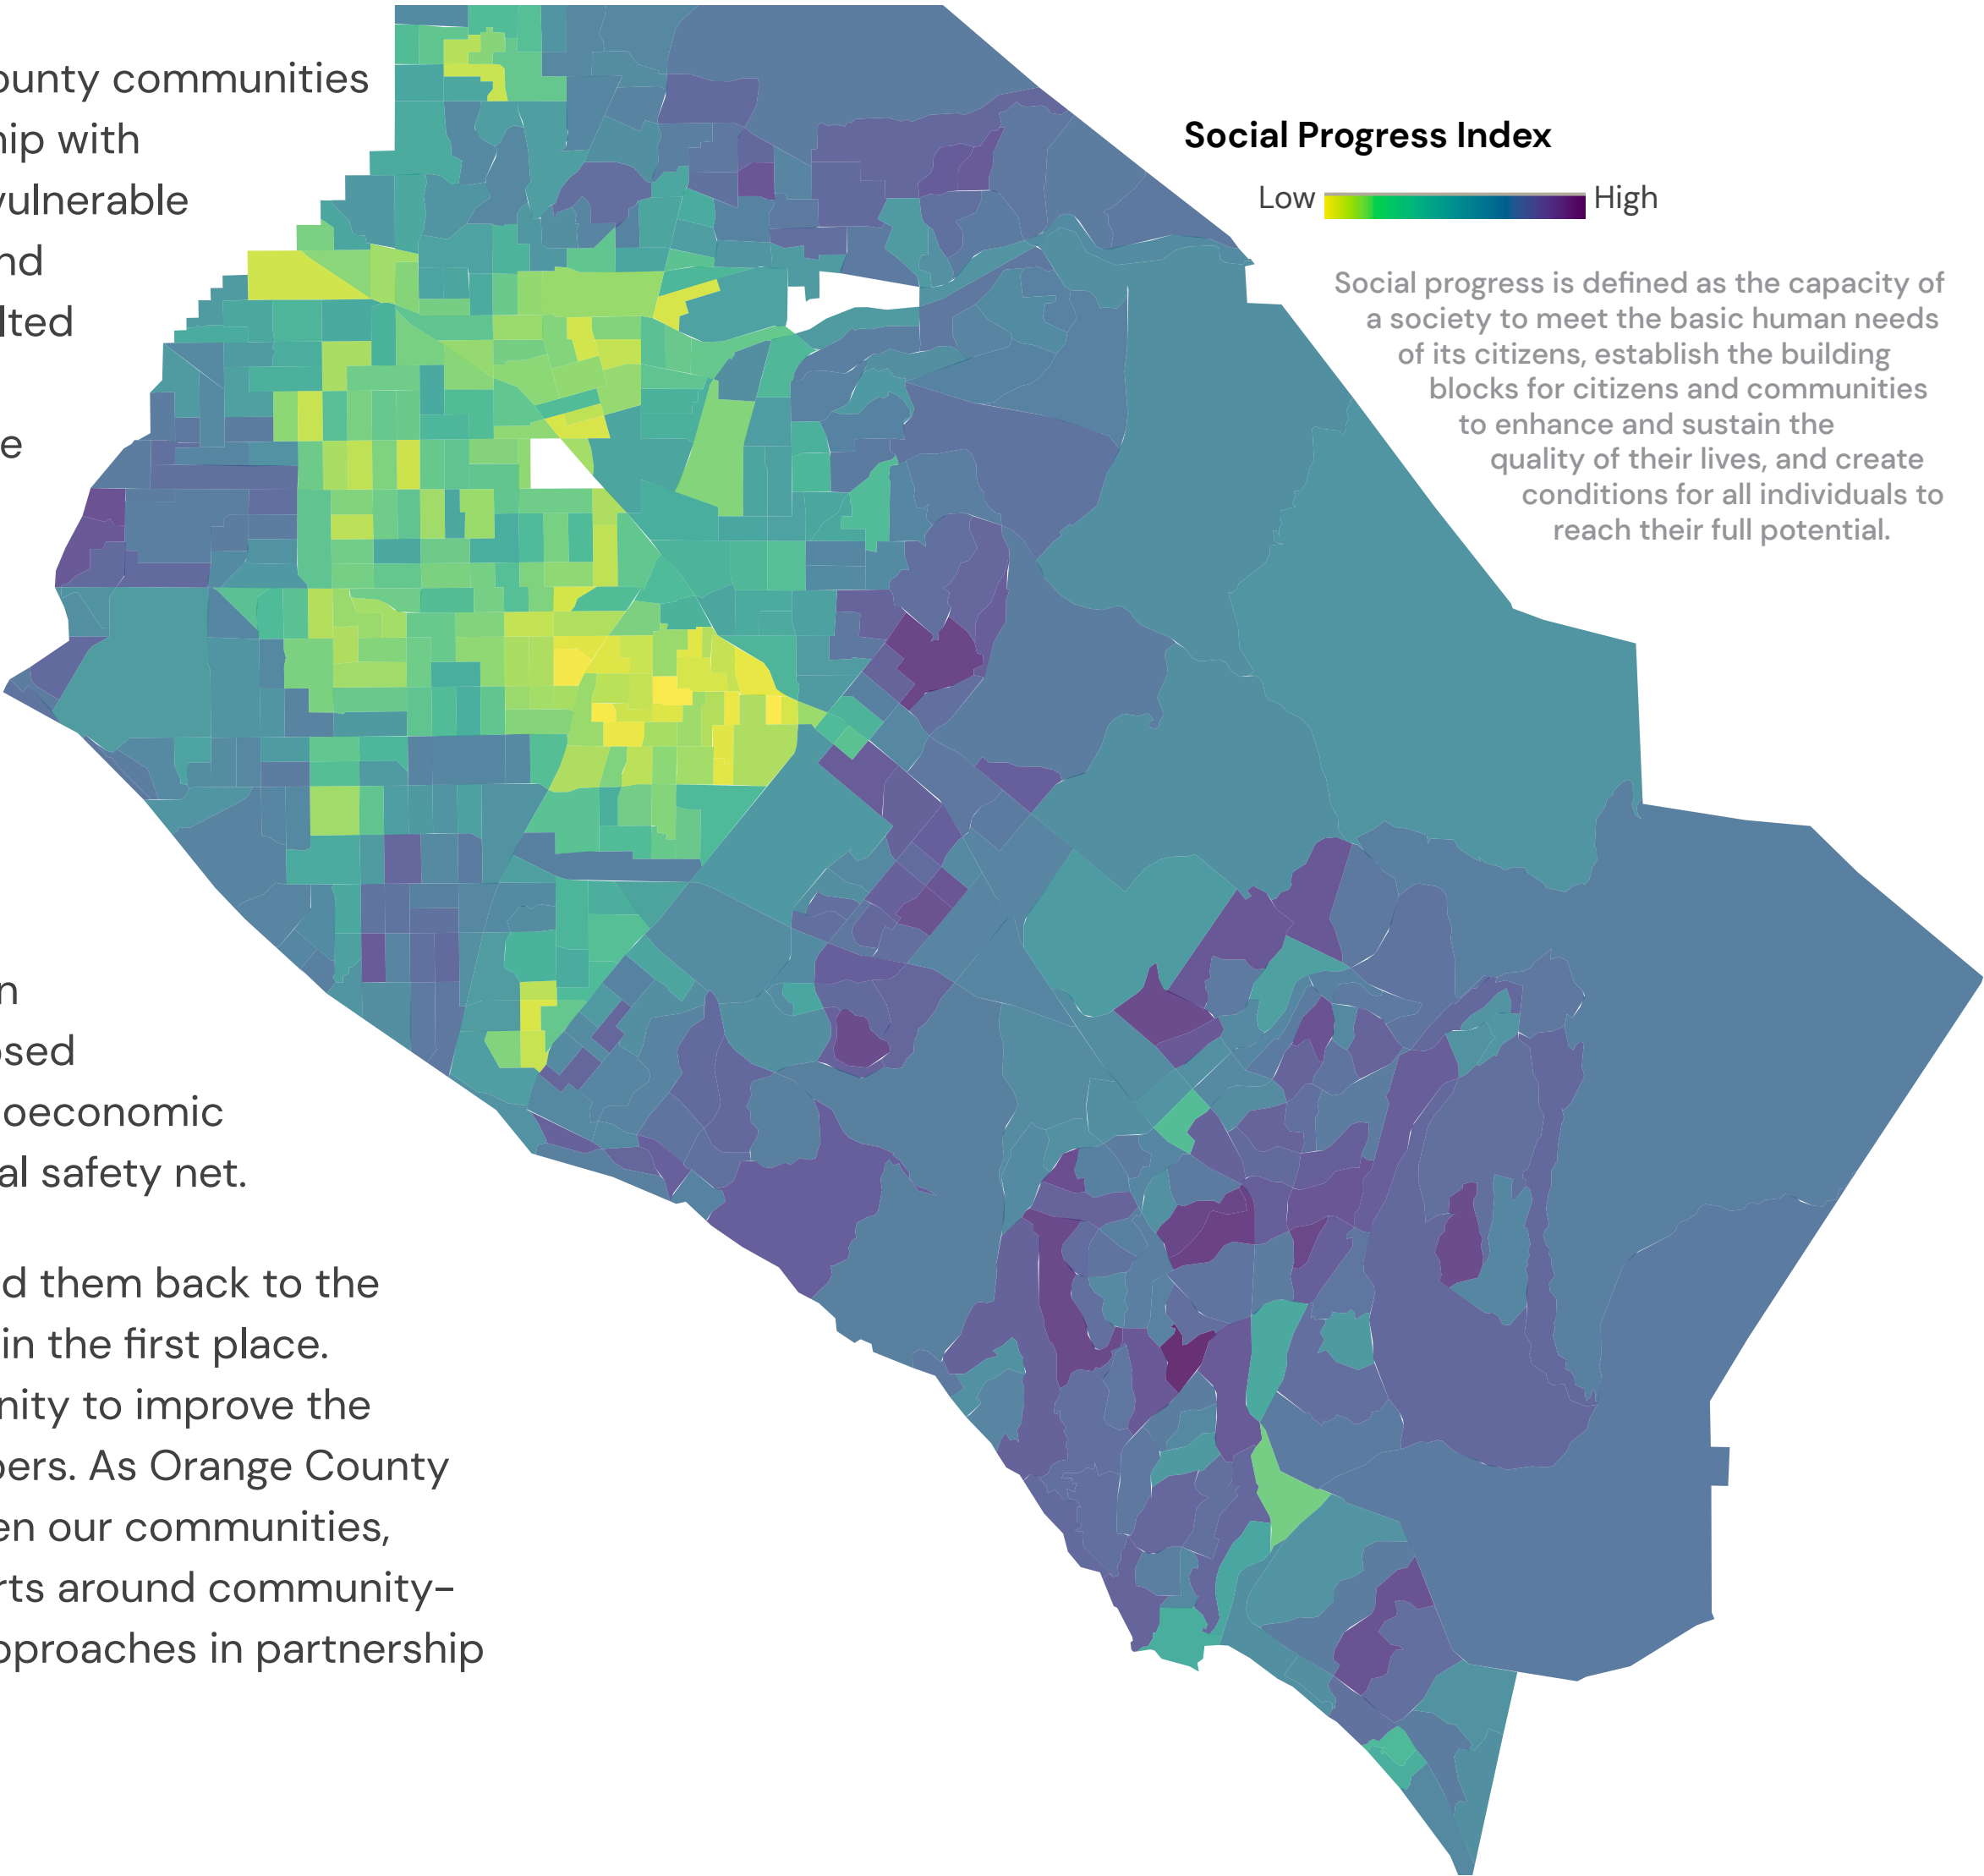 unty communities
ip with
vulnerable
nd
lted
e
n
sed
oeconomic
al safety net.
d them back to the
in the first place.
nity to improve the
ers. As Orange County
en our communities,
rts around community-
proaches in partnership
Social Progress Index
Low High
Social progress is defined as the capacity of
a society to meet the basic human needs
of its citizens, establish the building
blocks for citizens and communities
to enhance and sustain the
quality of their lives, and create
conditions for all individuals to
reach their full potential.